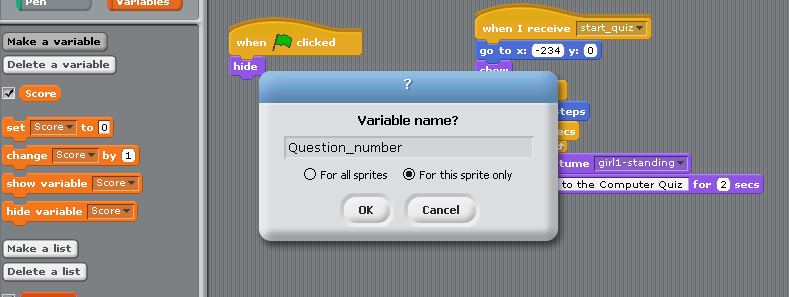 Pen
Variables
Make a variable
Delete a variable
Score
set Score to 0
change Score by 1
show variable Score
hide variable Score
Make a list
Delete a list
when clicked
hide
when I receive start_quiz
go to x: -234 y: 0
show
steps
ecs
tume girl1-standing
to the Computer Quiz for 2 secs
?
Variable name?
Question_number
For all sprites
For this sprite only
OK
Cancel